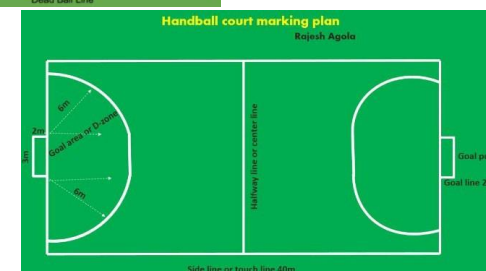 Dead Ball Line
Handball court marking plan
Rajesh Agola
6m
2m
Goal area or D-zone
3m
6m
Halfway line or center line
Goal
Goal line 2
Side line or touch line 40m